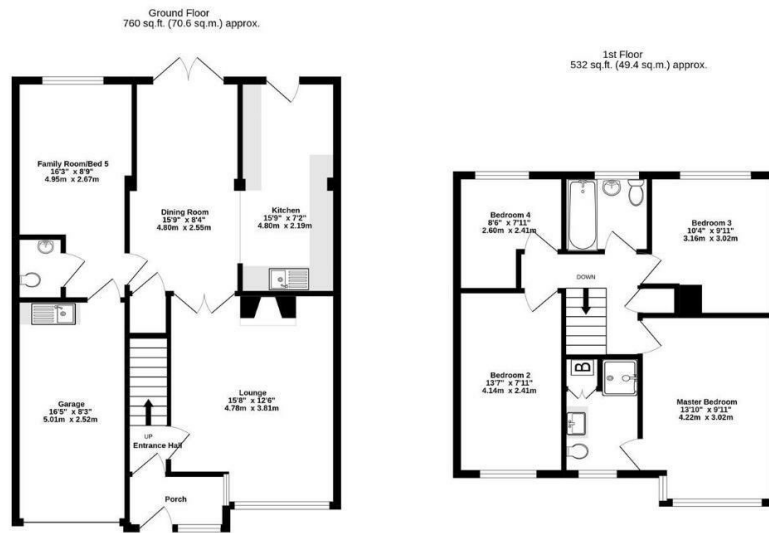 Ground Floor
760 sq.ft. (70.6 sq.m.) approx.
Family Room/Bed 5
16'3" x 8'9"
4.95m x 2.67m
Dining Room
15'9" x 8'4"
4.80m x 2.55m
Kitchen
15'9" x 7'2"
4.80m x 2.19m
Garage
16'5" x 8'3"
5.01m x 2.52m
Lounge
15'8" x 12'6"
4.78m x 3.81m
UP
Entrance Hall
Porch
1st Floor
532 sq.ft. (49.4 sq.m.) approx.
Bedroom 4
8'6" x 7'11"
2.60m x 2.41m
Bedroom 3
10'4" x 9'11"
3.16m x 3.02m
DOWN
Bedroom 2
13'7" x 7'11"
4.14m x 2.41m
B
Master Bedroom
13'10" x 9'11"
4.22m x 3.02m